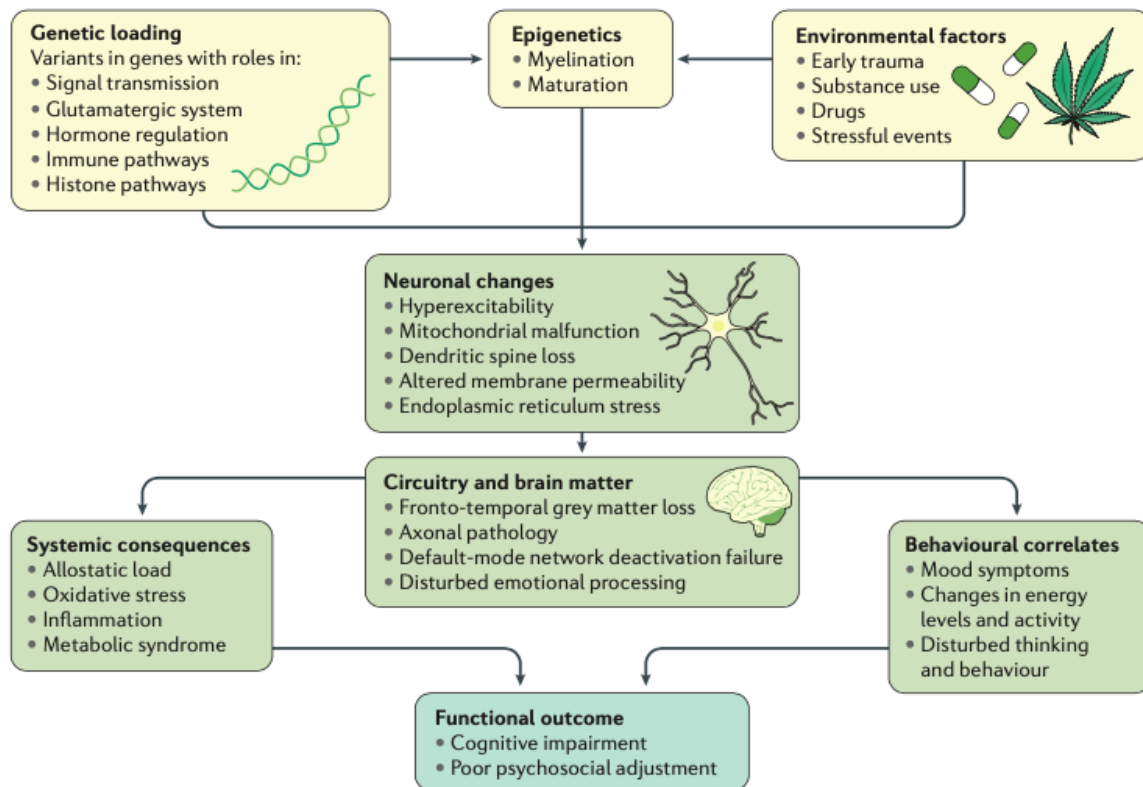 Genetic loading
Variants in genes with roles in:
• Signal transmission
• Glutamatergic system
• Hormone regulation
• Immune pathways
• Histone pathways
Epigenetics
• Myelination
• Maturation
Environmental factors
• Early trauma
• Substance use
• Drugs
• Stressful events
Neuronal changes
• Hyperexcitability
• Mitochondrial malfunction
• Dendritic spine loss
• Altered membrane permeability
• Endoplasmic reticulum stress
Circuitry and brain matter
• Fronto-temporal grey matter loss
• Axonal pathology
• Default-mode network deactivation failure
• Disturbed emotional processing
Systemic consequences
• Allostatic load
• Oxidative stress
• Inflammation
• Metabolic syndrome
Behavioural correlates
• Mood symptoms
• Changes in energy
levels and activity
• Disturbed thinking
and behaviour
Functional outcome
• Cognitive impairment
• Poor psychosocial adjustment